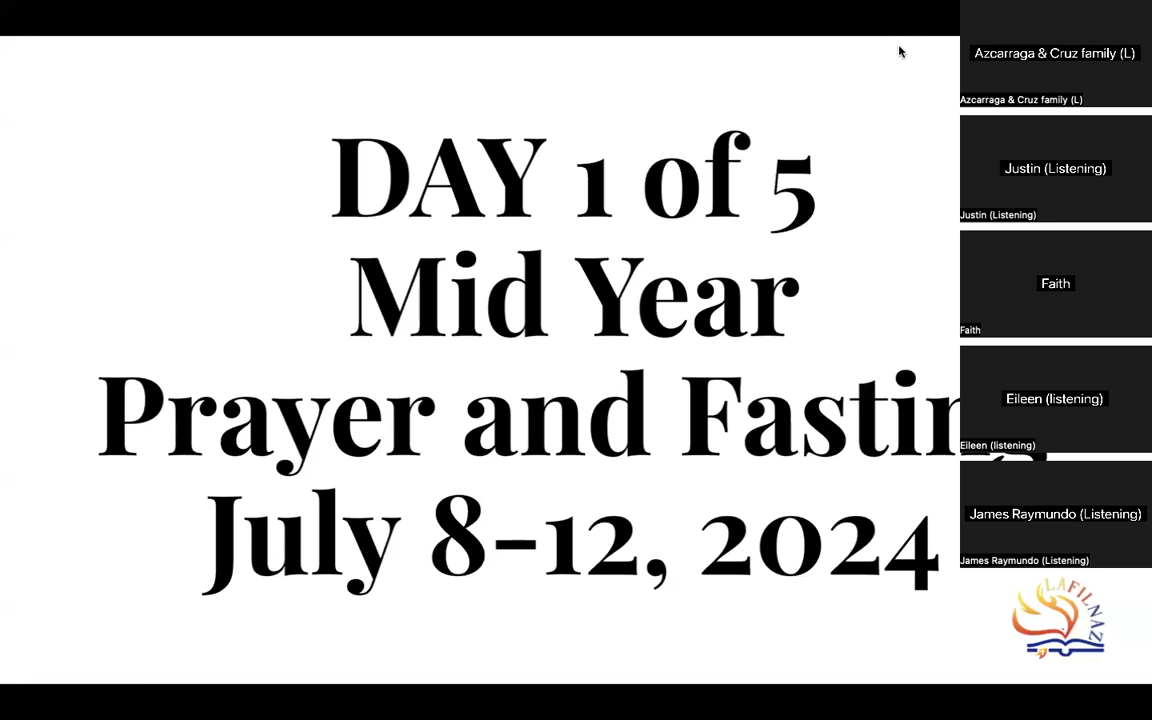 DAY 1 of 5
Mid Year
Prayer and Fastin
July 8-12, 2024
Azcarraga & Cruz family (L)
Azcarraga & Cruz family (L)
Justin (Listening)
Justin (Listening)
Faith
Faith
Eileen (listening)
Eileen (listening)
James Raymundo (Listening)
James Raymundo (Listening)
LAFILNAZ